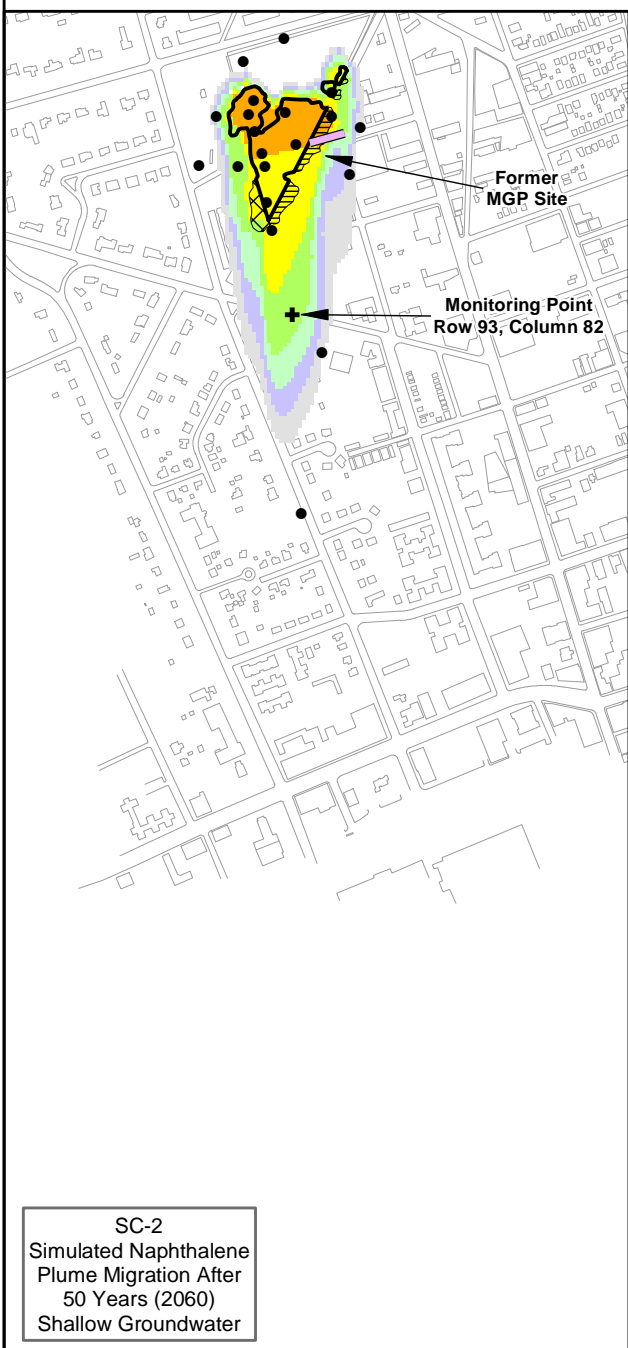 Former
MGP Site
Monitoring Point
Row 93, Column 82
SC-2
Simulated Naphthalene
Plume Migration After
50 Years (2060)
Shallow Groundwater